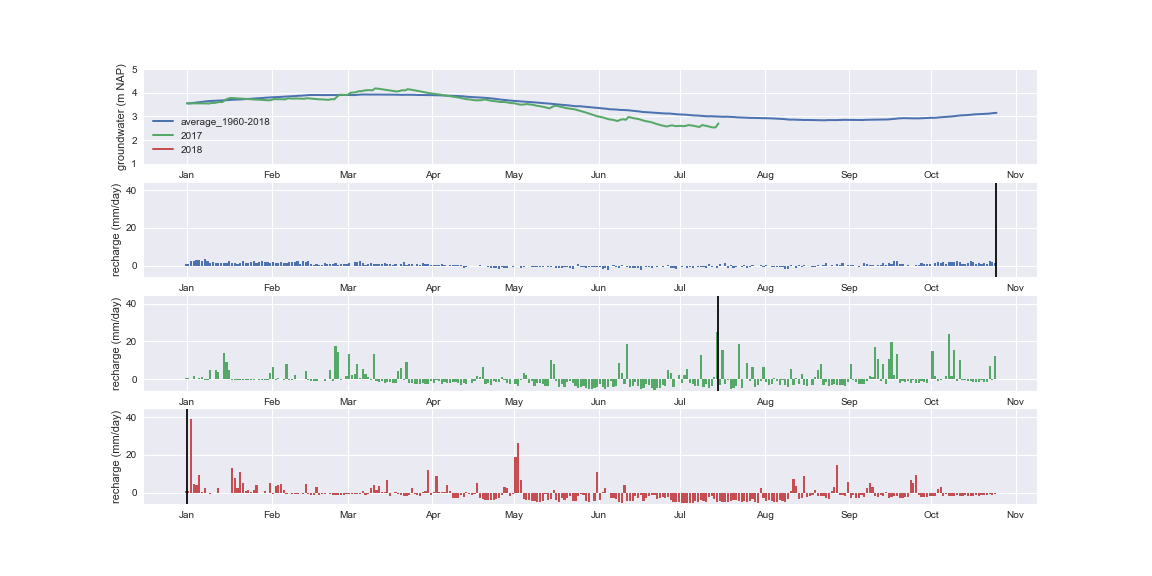 groundwater (m NAP)
5
4
3
2
1
average_1960-2018
2017
2018
Jan Feb Mar Apr May Jun Jul Aug Sep Oct Nov
recharge (mm/day)
40
20
0
Jan Feb Mar Apr May Jun Jul Aug Sep Oct Nov
recharge (mm/day)
40
20
0
Jan Feb Mar Apr May Jun Jul Aug Sep Oct Nov
recharge (mm/day)
40
20
0
Jan Feb Mar Apr May Jun Jul Aug Sep Oct Nov